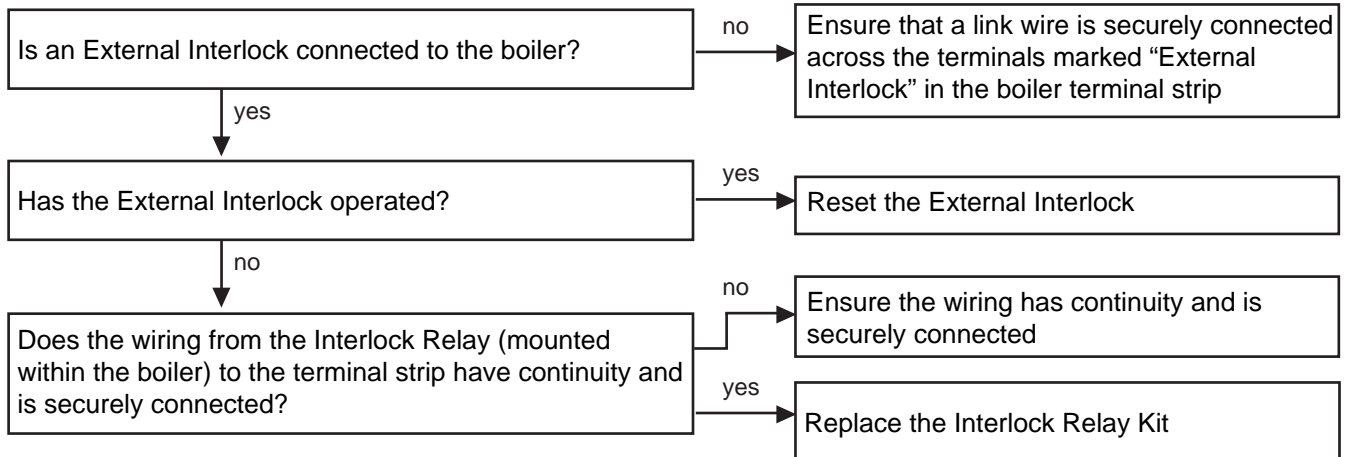 Is an External Interlock connected to the boiler?
no
Ensure that a link wire is securely connected
across the terminals marked “External
Interlock” in the boiler terminal strip
yes
Has the External Interlock operated?
yes
Reset the External Interlock
no
Does the wiring from the Interlock Relay (mounted
within the boiler) to the terminal strip have continuity and
is securely connected?
no
Ensure the wiring has continuity and is
securely connected
yes
Replace the Interlock Relay Kit